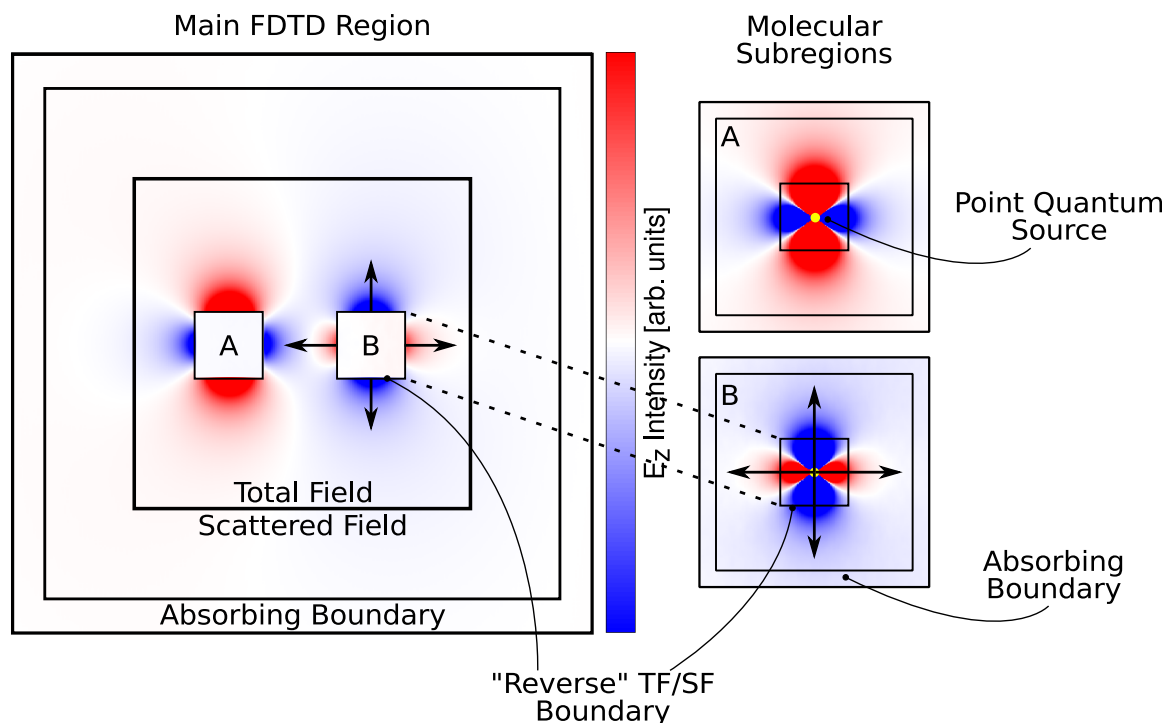 Main FDTD Region
Molecular
Subregions
A
B
Total Field
Scattered Field
Absorbing Boundary
Ez Intensity [arb. units]
A
Point Quantum
Source
B
Absorbing
Boundary
"Reverse" TF/SF
Boundary